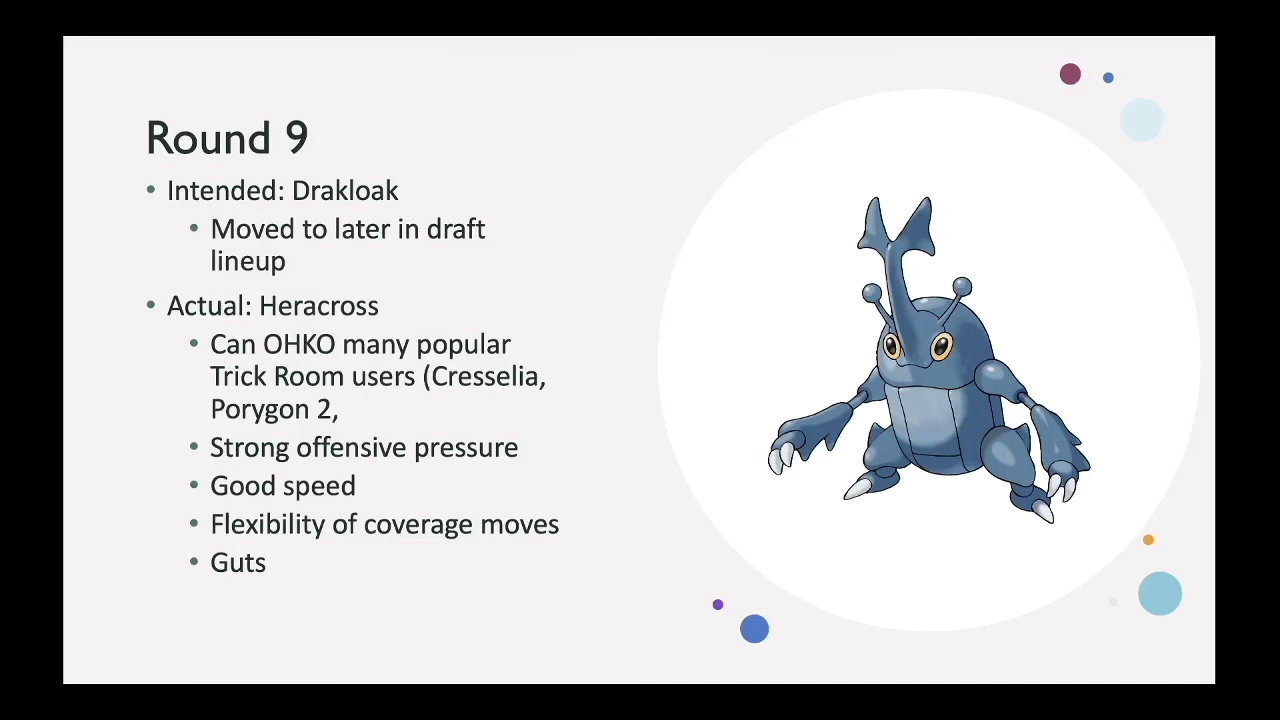 Round 9
• Intended: Drakloak
• Moved to later in draft
lineup
• Actual: Heracross
• Can OHKO many popular
Trick Room users (Cresselia,
Porygon 2,
• Strong offensive pressure
• Good speed
• Flexibility of coverage moves
• Guts